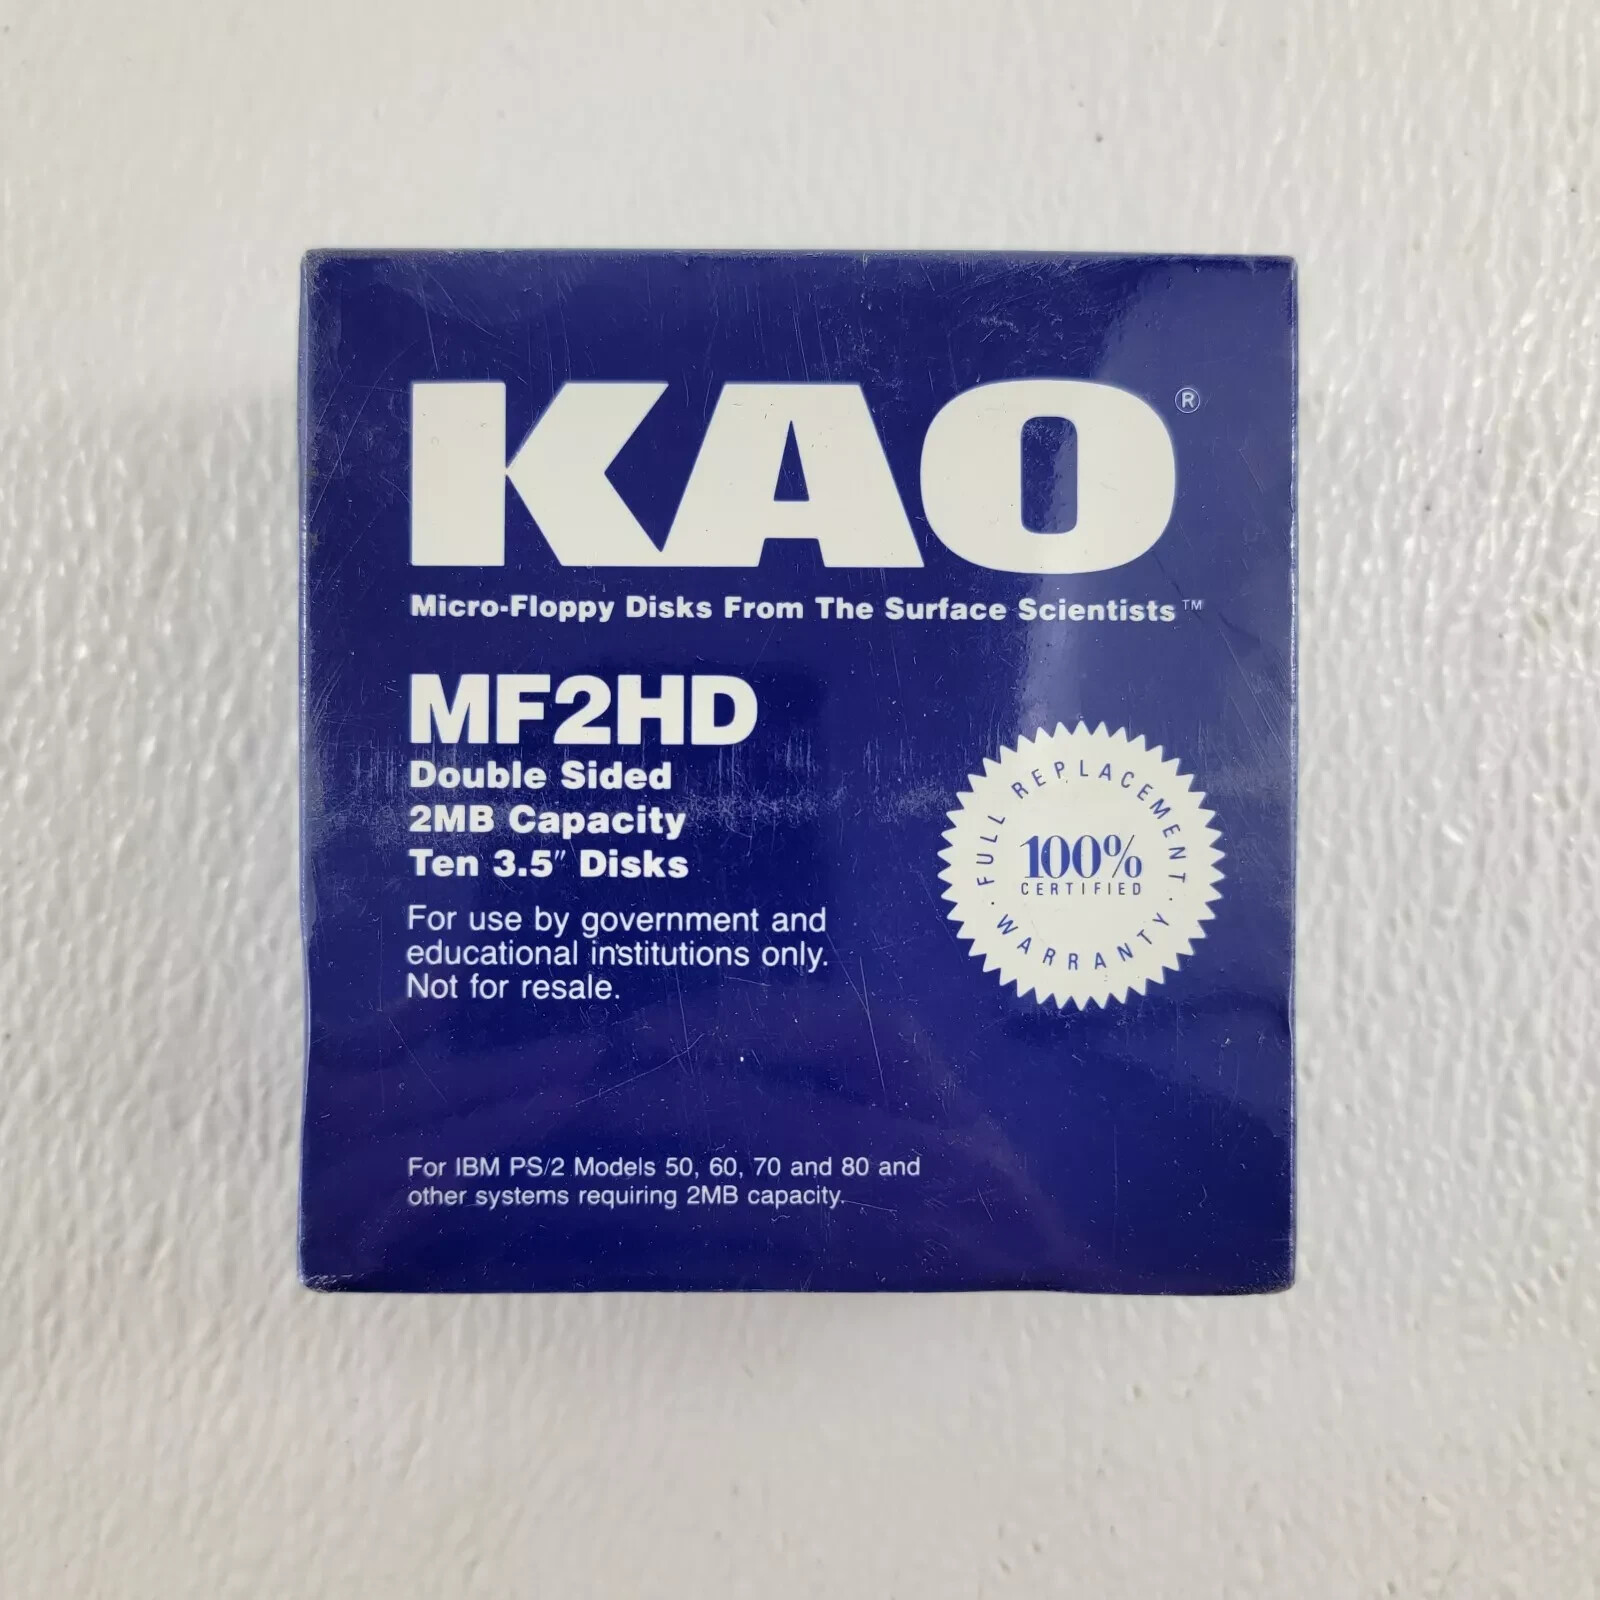 KAO®
Micro-Floppy Disks From The Surface Scientists™
MF2HD
Double Sided
2MB Capacity
Ten 3.5" Disks
For use by government and
educational institutions only.
Not for resale.
· FULL REPLACEMENT ·
100%
CERTIFIED
WARRANTY
For IBM PS/2 Models 50, 60, 70 and 80 and
other systems requiring 2MB capacity.